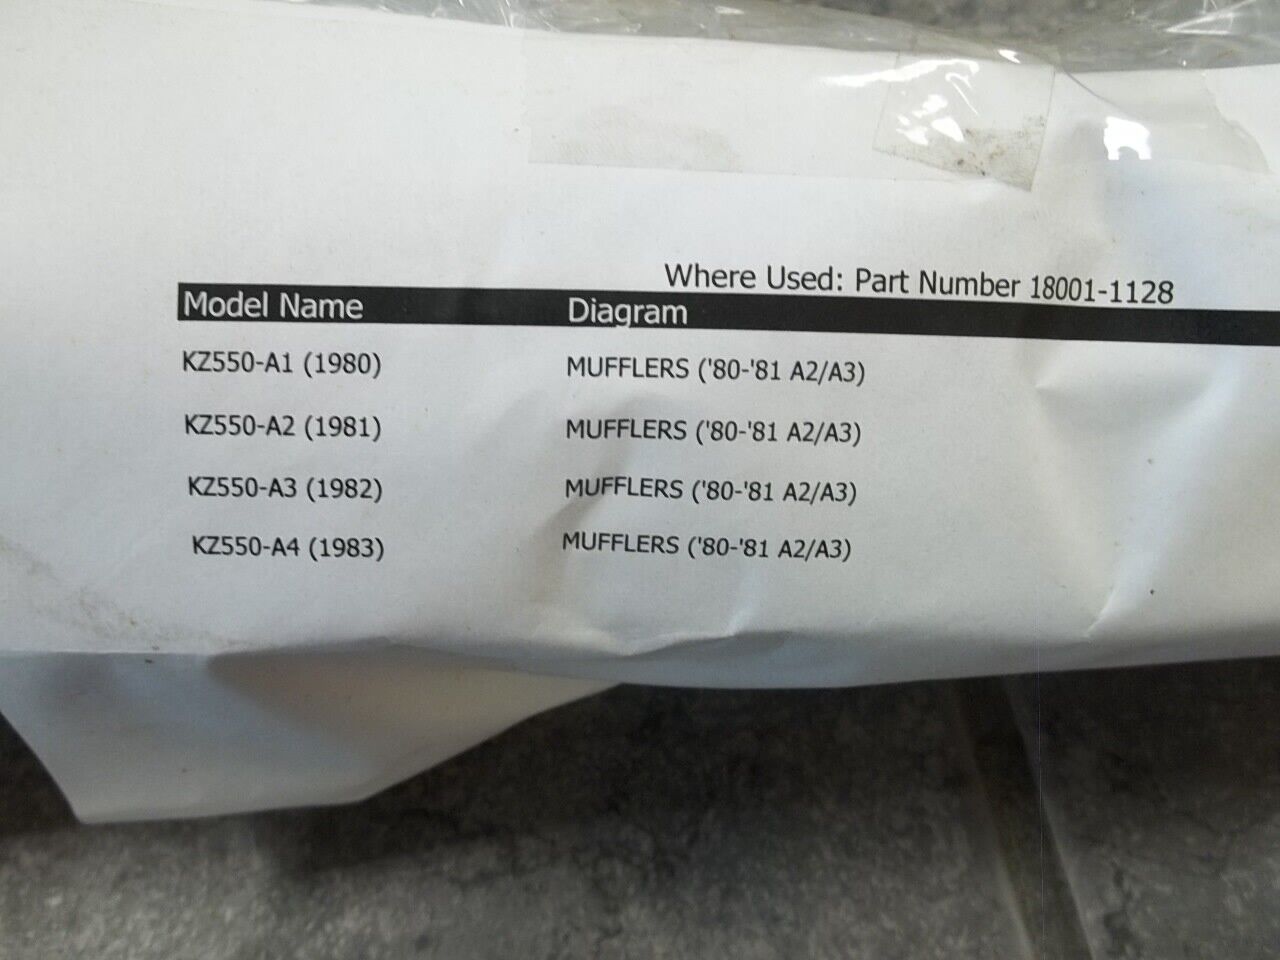 Where Used: Part Number 18001-1128
Model Name Diagram
KZ550-A1 (1980) MUFFLERS ('80-'81 A2/A3)
KZ550-A2 (1981) MUFFLERS ('80-'81 A2/A3)
KZ550-A3 (1982) MUFFLERS ('80-'81 A2/A3)
KZ550-A4 (1983) MUFFLERS ('80-'81 A2/A3)